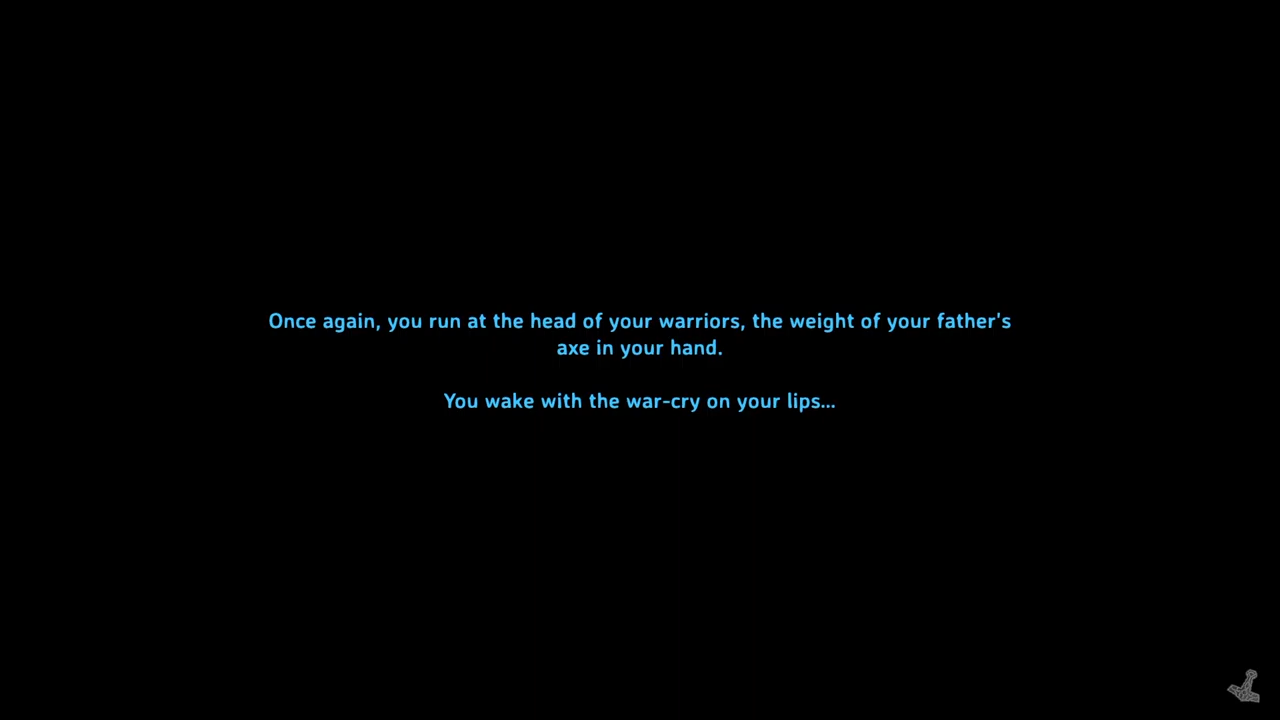 Once again, you run at the head of your warriors, the weight of your father's
axe in your hand.
You wake with the war-cry on your lips...